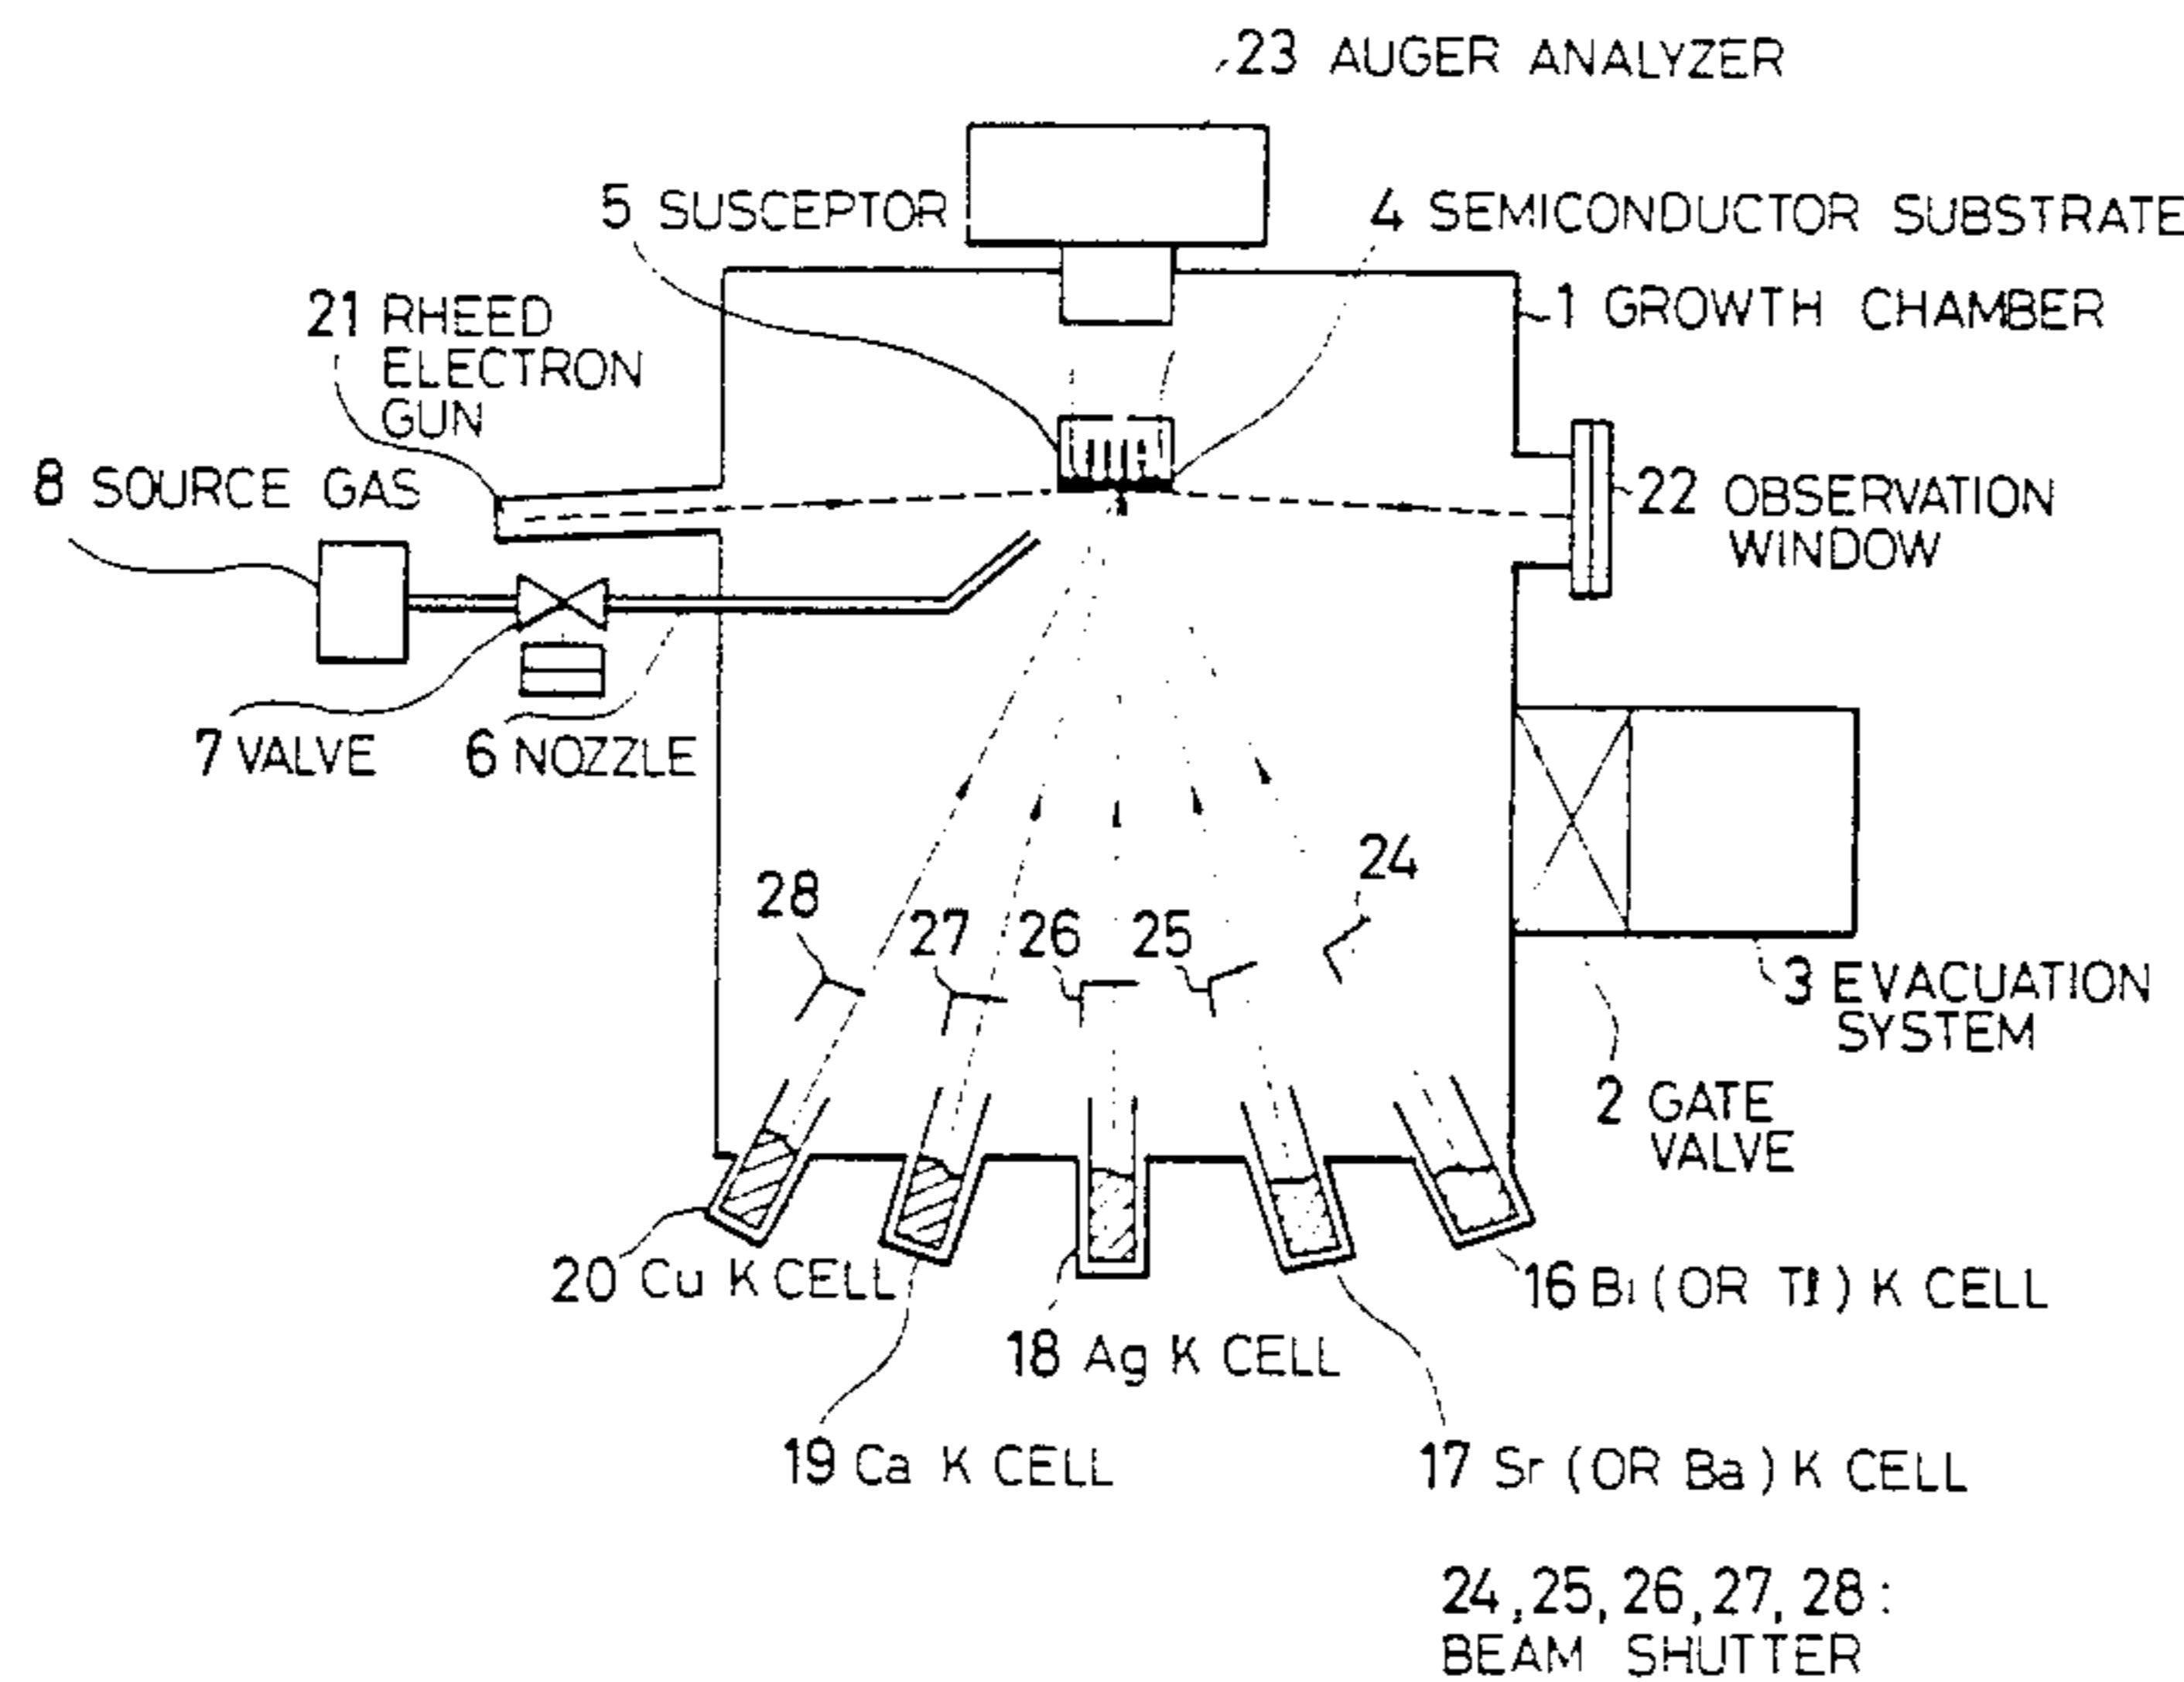 23 AUGER ANALYZER
5 SUSCEPTOR
4 SEMICONDUCTOR SUBSTRATE
21 RHEED
ELECTRON
GUN
1 GROWTH CHAMBER
8 SOURCE GAS
22 OBSERVATION
WINDOW
7 VALVE
6 NOZZLE
28
27
26
25
24
3 EVACUATION
SYSTEM
2 GATE
VALVE
20 Cu K CELL
16 Bi (OR Tl) K CELL
18 Ag K CELL
19 Ca K CELL
17 Sr (OR Ba) K CELL
24, 25, 26, 27, 28 :
BEAM SHUTTER